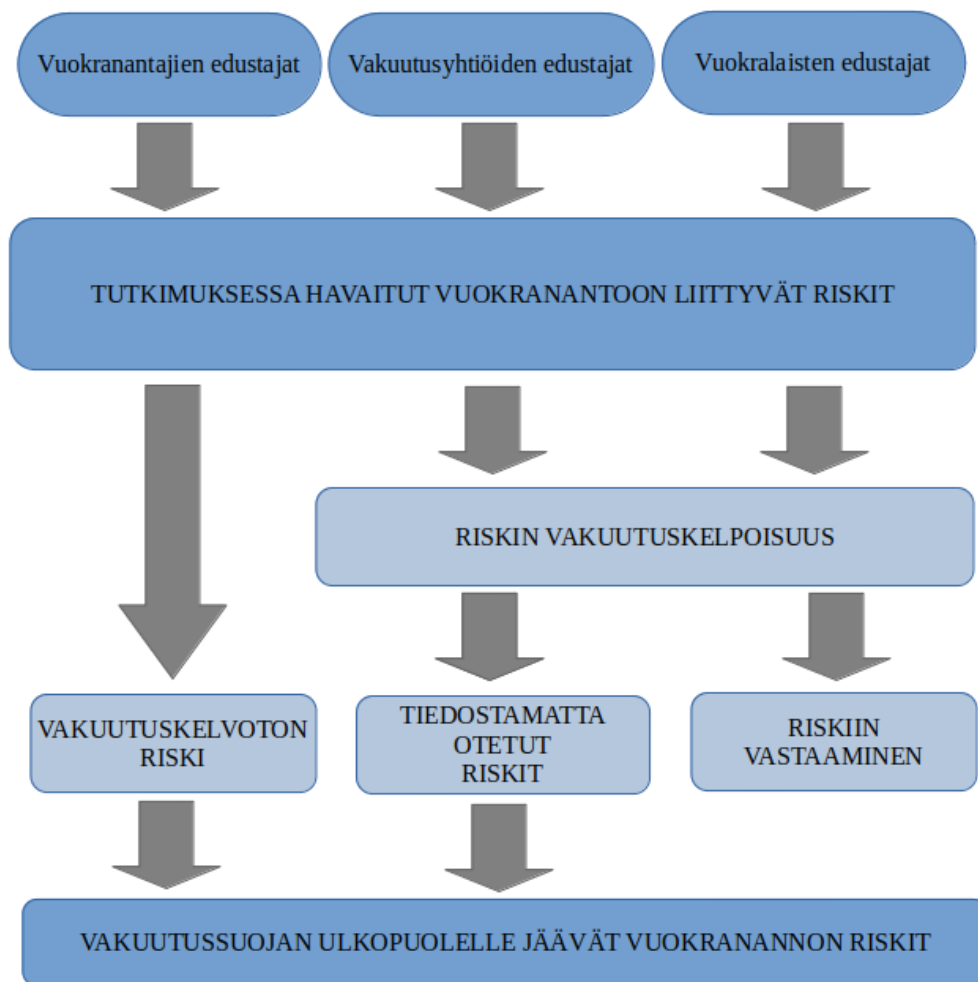 Vuokranantajien edustajat
Vakuutusyhtiöiden edustajat
Vuokralaisten edustajat
TUTKIMUKSESSA HAVAITUT VUOKRANANTOON LIITTYVÄT RISKIT
RISKIN VAKUUTUSKELPOISUUS
VAKUUTUSKELVOTON
RISKI
TIEDOSTAMATTA
OTETUT
RISKIT
RISKIIN
VASTAAMINEN
VAKUUTUSSUOJAN ULKOPUOLELLE JÄÄVÄT VUOKRANANNON RISKIT